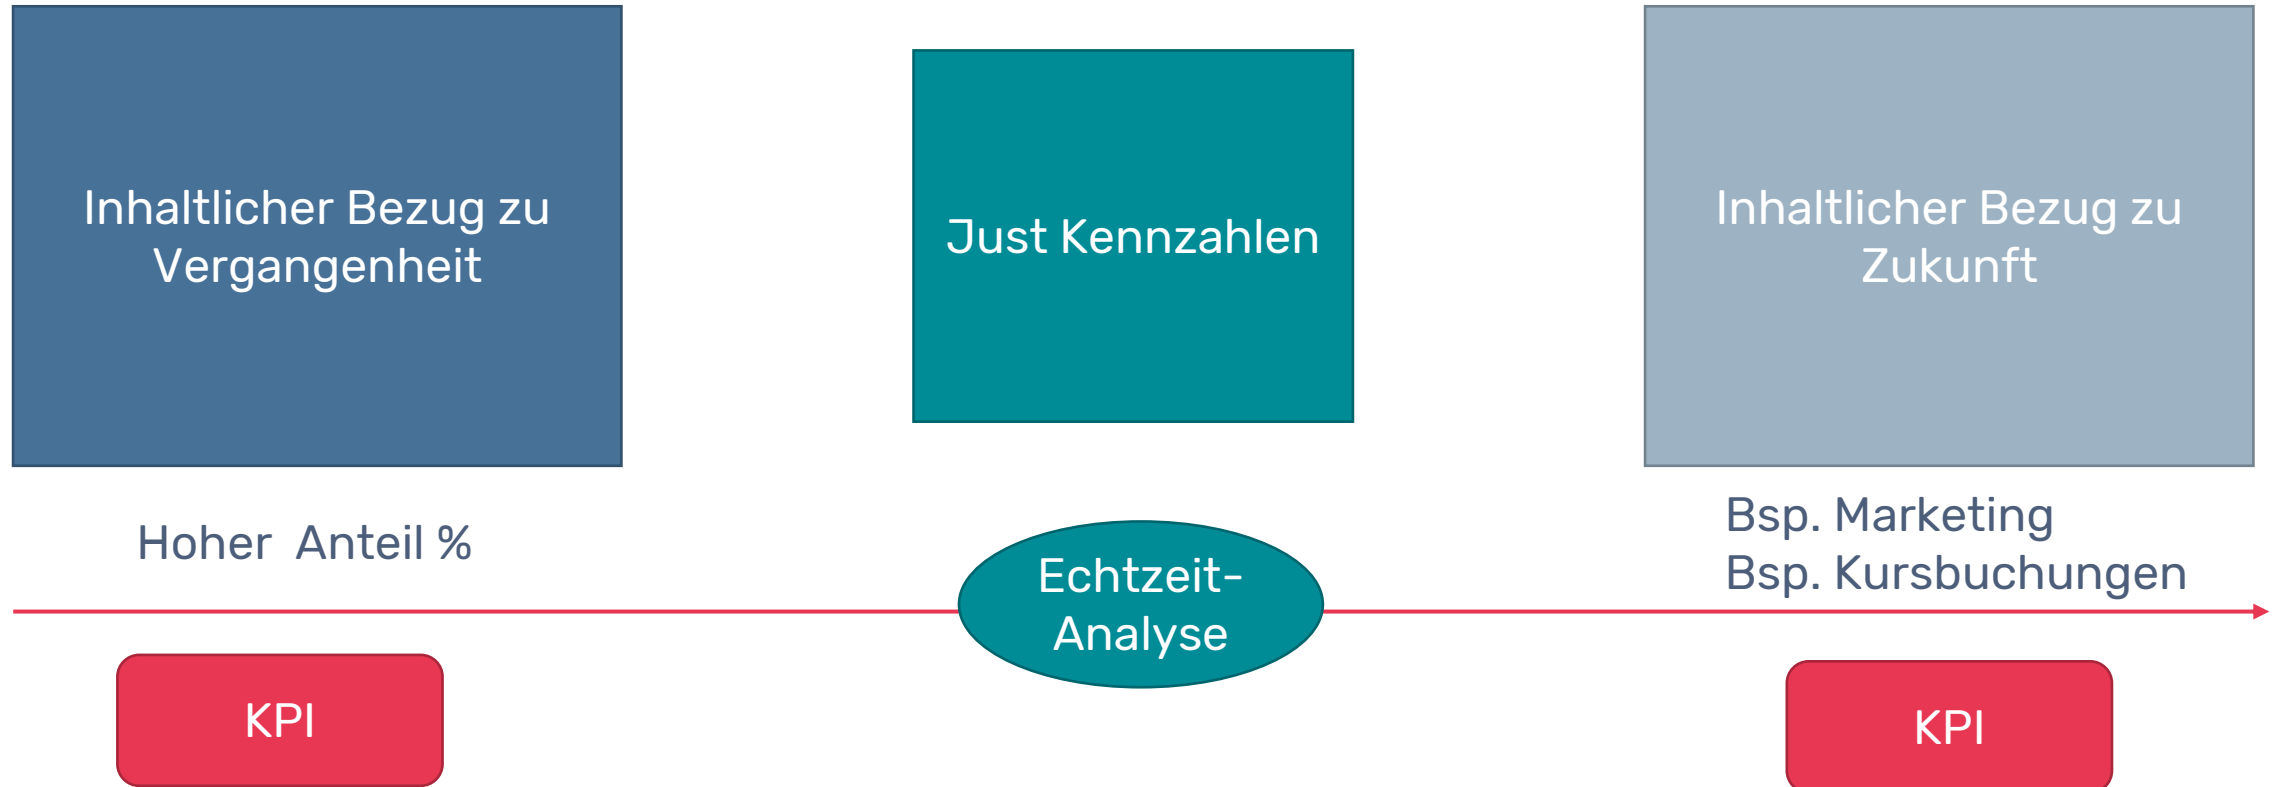 Inhaltlicher Bezug zu
Vergangenheit
Just Kennzahlen
Inhaltlicher Bezug zu
Zukunft
Hoher  Anteil %
Echtzeit-
Analyse
Bsp. Marketing
Bsp. Kursbuchungen
KPI
KPI